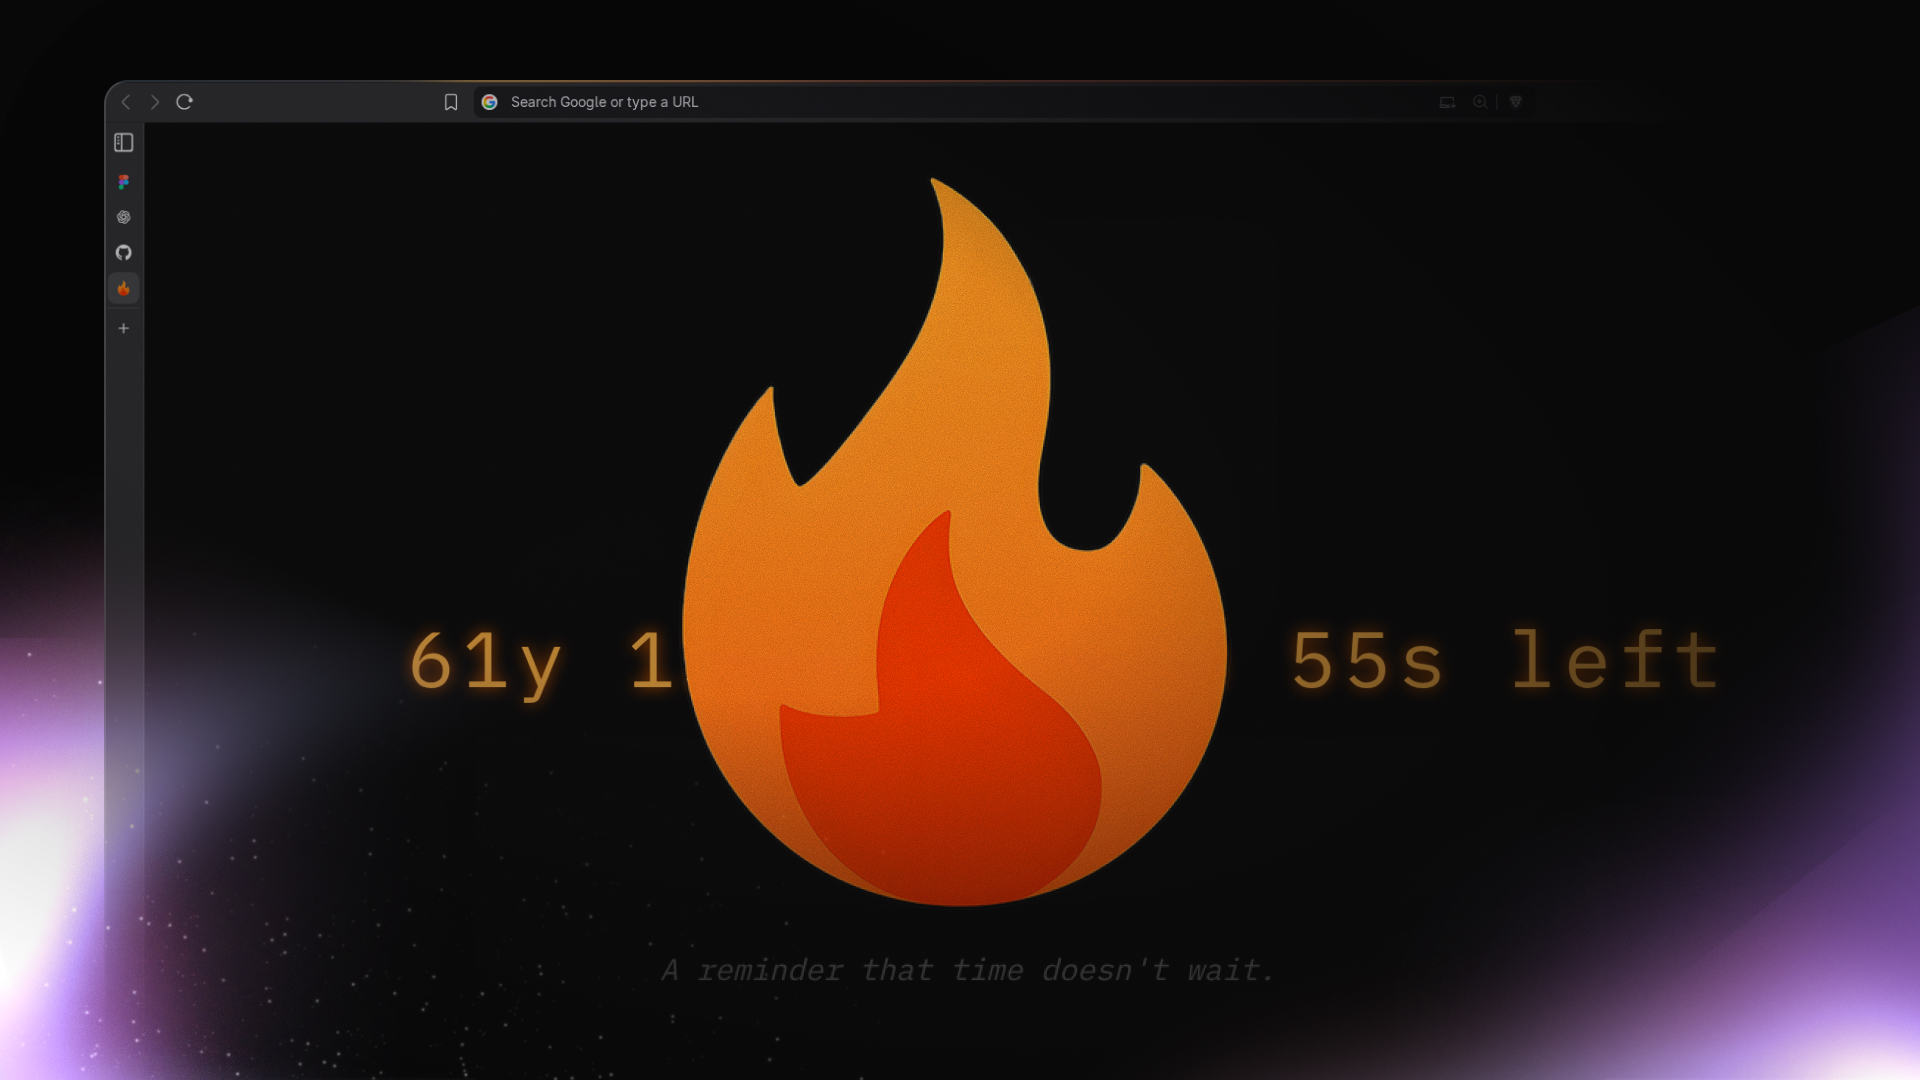 Search Google or type a URL
61y 1
55s left
A reminder that time doesn't wait.